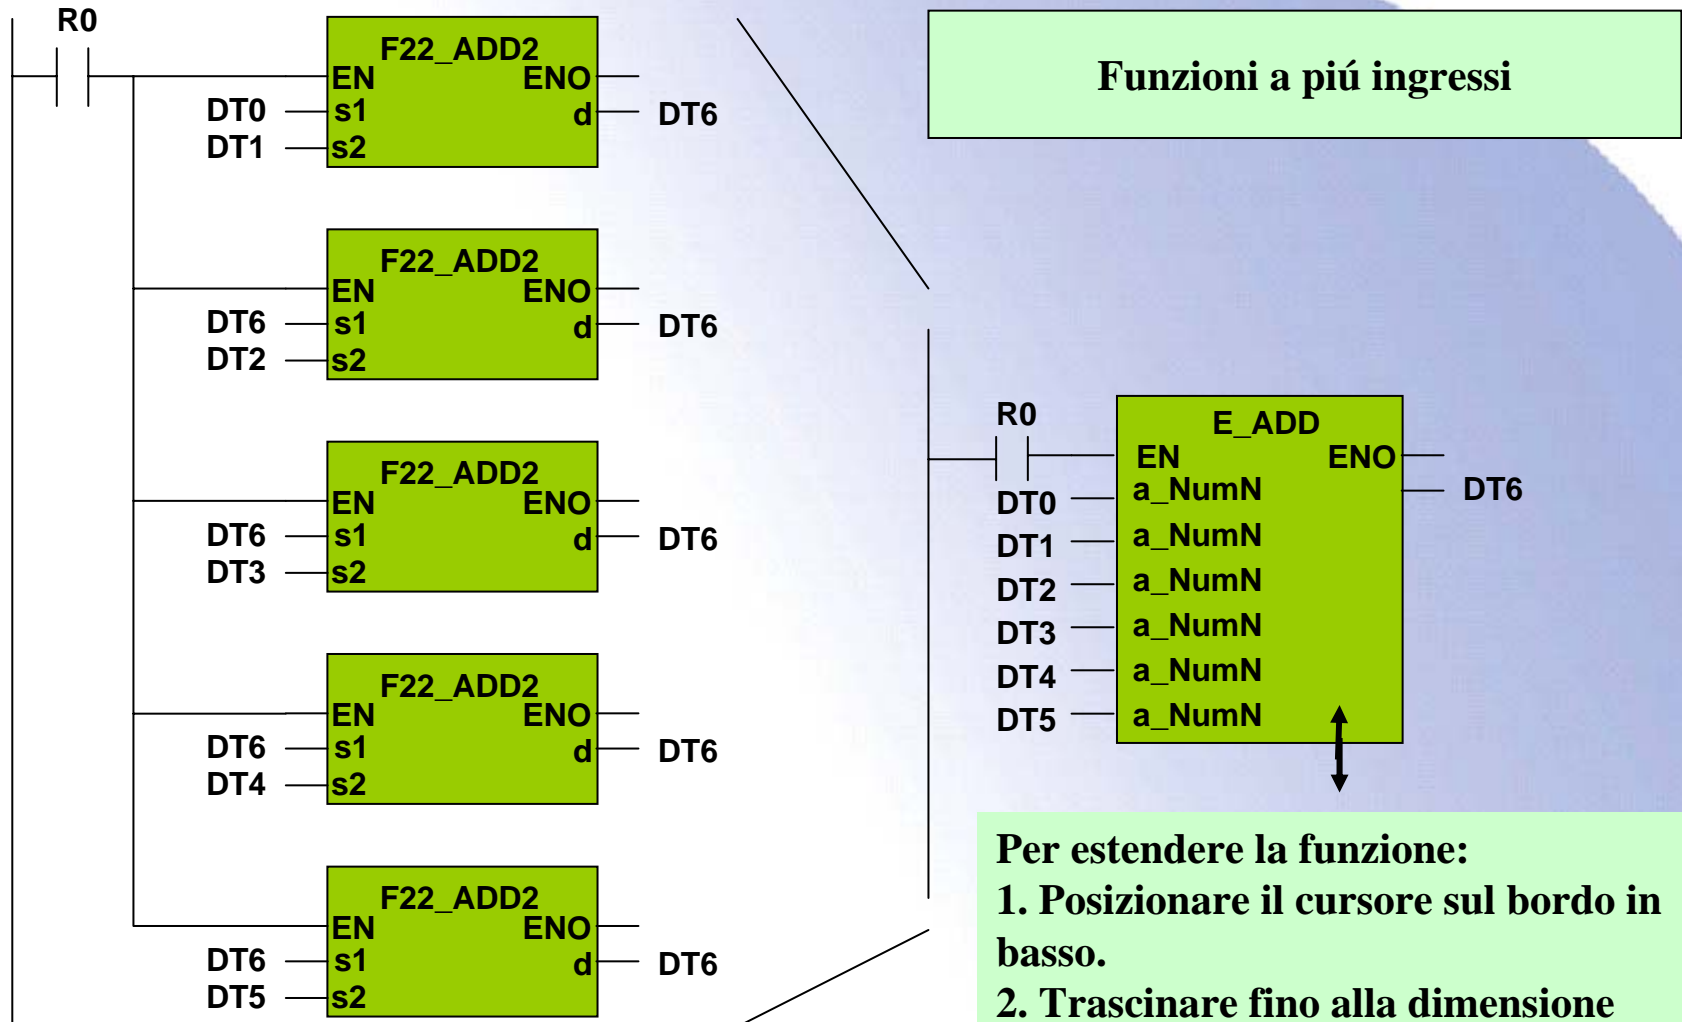 R0
F22_ADD2
EN ENO
DT0 s1 d DT6
DT1 s2
F22_ADD2
EN ENO
DT6 s1 d DT6
DT2 s2
F22_ADD2
EN ENO
DT6 s1 d DT6
DT3 s2
F22_ADD2
EN ENO
DT6 s1 d DT6
DT4 s2
F22_ADD2
EN ENO
DT6 s1 d DT6
DT5 s2
Funzioni a piú ingressi
R0
E_ADD
EN ENO
DT0 a_NumN DT6
DT1 a_NumN
DT2 a_NumN
DT3 a_NumN
DT4 a_NumN
DT5 a_NumN
Per estendere la funzione:
1. Posizionare il cursore sul bordo in
basso.
2. Trascinare fino alla dimensione